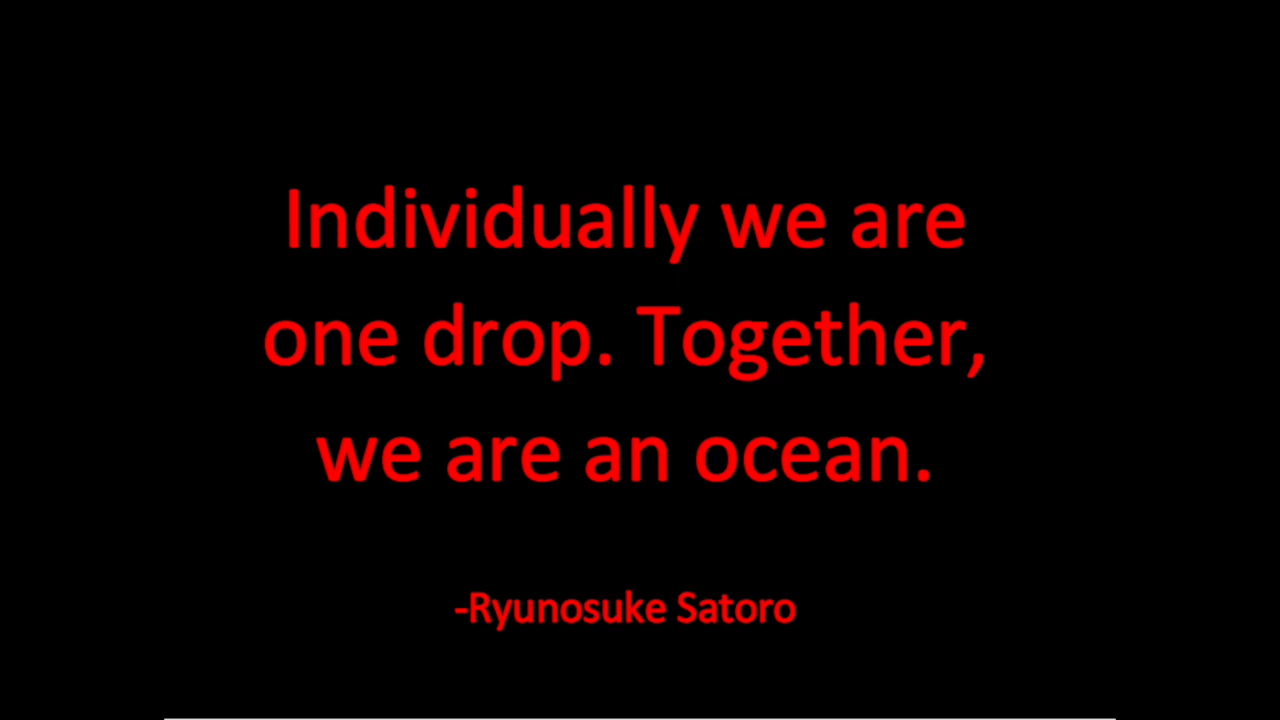 Individually we are
one drop. Together,
we are an ocean.
-Ryunosuke Satoro